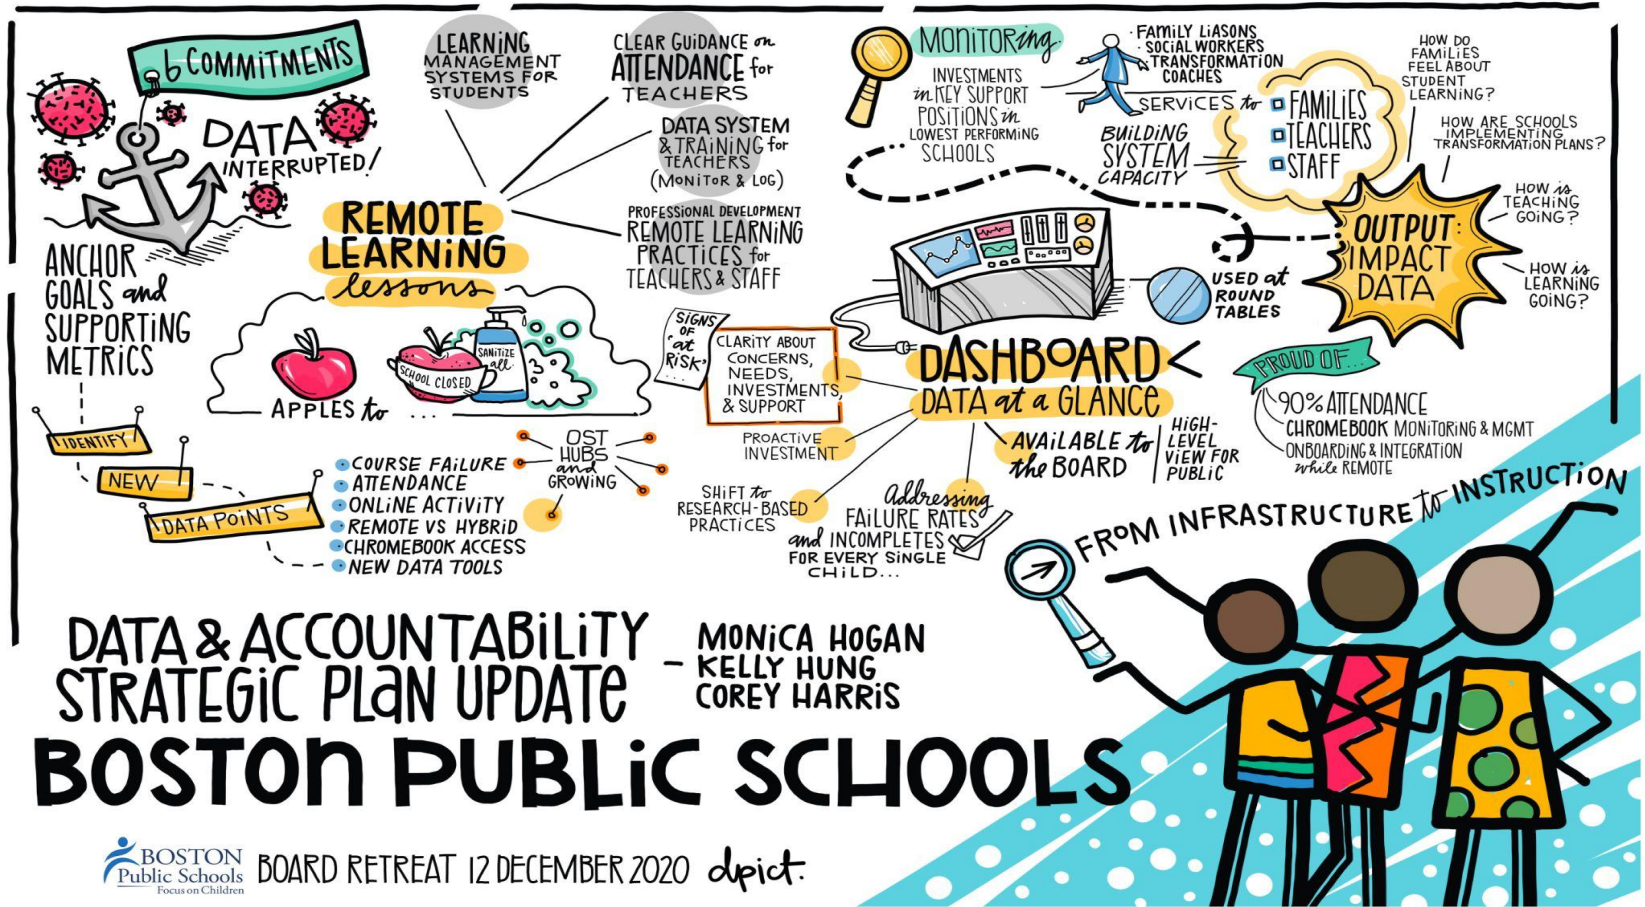 6 COMMITMENTS
DATA
INTERRUPTED!
ANCHOR
GOALS and
SUPPORTING
METRICS
IDENTIFY
NEW
DATA POINTS
COURSE FAILURE
ATTENDANCE
ONLINE ACTIVITY
REMOTE VS HYBRID
CHROMEBOOK ACCESS
NEW DATA TOOLS
REMOTE
LEARNING
lessons
APPLES to ...
SCHOOL CLOSED
SANITIZE
all
LEARNING
MANAGEMENT
SYSTEMS FOR
STUDENTS
CLEAR GUIDANCE on
ATTENDANCE for
TEACHERS
DATA SYSTEM
& TRAINING for
TEACHERS
(MONITOR & LOG)
PROFESSIONAL DEVELOPMENT
REMOTE LEARNING
PRACTICES for
TEACHERS & STAFF
OST
HUBS
and
GROWING
SIGNS
OF
'at
RISK'
...
CLARITY ABOUT
CONCERNS,
NEEDS,
INVESTMENTS,
& SUPPORT
PROACTIVE
INVESTMENT
SHIFT to
RESEARCH-BASED
PRACTICES
Addressing
FAILURE RATES
and INCOMPLETES
FOR EVERY SINGLE
CHILD...
DASHBOARD
DATA at a GLANCE
AVAILABLE to
the BOARD
HIGH-
LEVEL
VIEW FOR
PUBLIC
MONITORing
INVESTMENTS
in KEY SUPPORT
POSITIONS in
LOWEST PERFORMING
SCHOOLS
· FAMILY LIASONS
· SOCIAL WORKERS
· TRANSFORMATION
COACHES
SERVICES to
FAMILIES
TEACHERS
STAFF
BUILDING
SYSTEM
CAPACITY
USED at
ROUND
TABLES
OUTPUT:
IMPACT
DATA
HOW DO
FAMILIES
FEEL ABOUT
STUDENT
LEARNING?
HOW ARE SCHOOLS
IMPLEMENTING
TRANSFORMATION PLANS?
HOW is
TEACHING
GOING?
HOW is
LEARNING
GOING?
PROUD OF...
90% ATTENDANCE
CHROMEBOOK MONITORING & MGMT
ONBOARDING & INTEGRATION
while REMOTE
FROM INFRASTRUCTURE to INSTRUCTION
DATA & ACCOUNTABILITY
STRATEGIC PLAN UPDATE
- MONICA HOGAN
KELLY HUNG
COREY HARRIS
BOSTON PUBLIC SCHOOLS
BOSTON
Public Schools
Focus on Children
BOARD RETREAT 12 DECEMBER 2020 dpict.